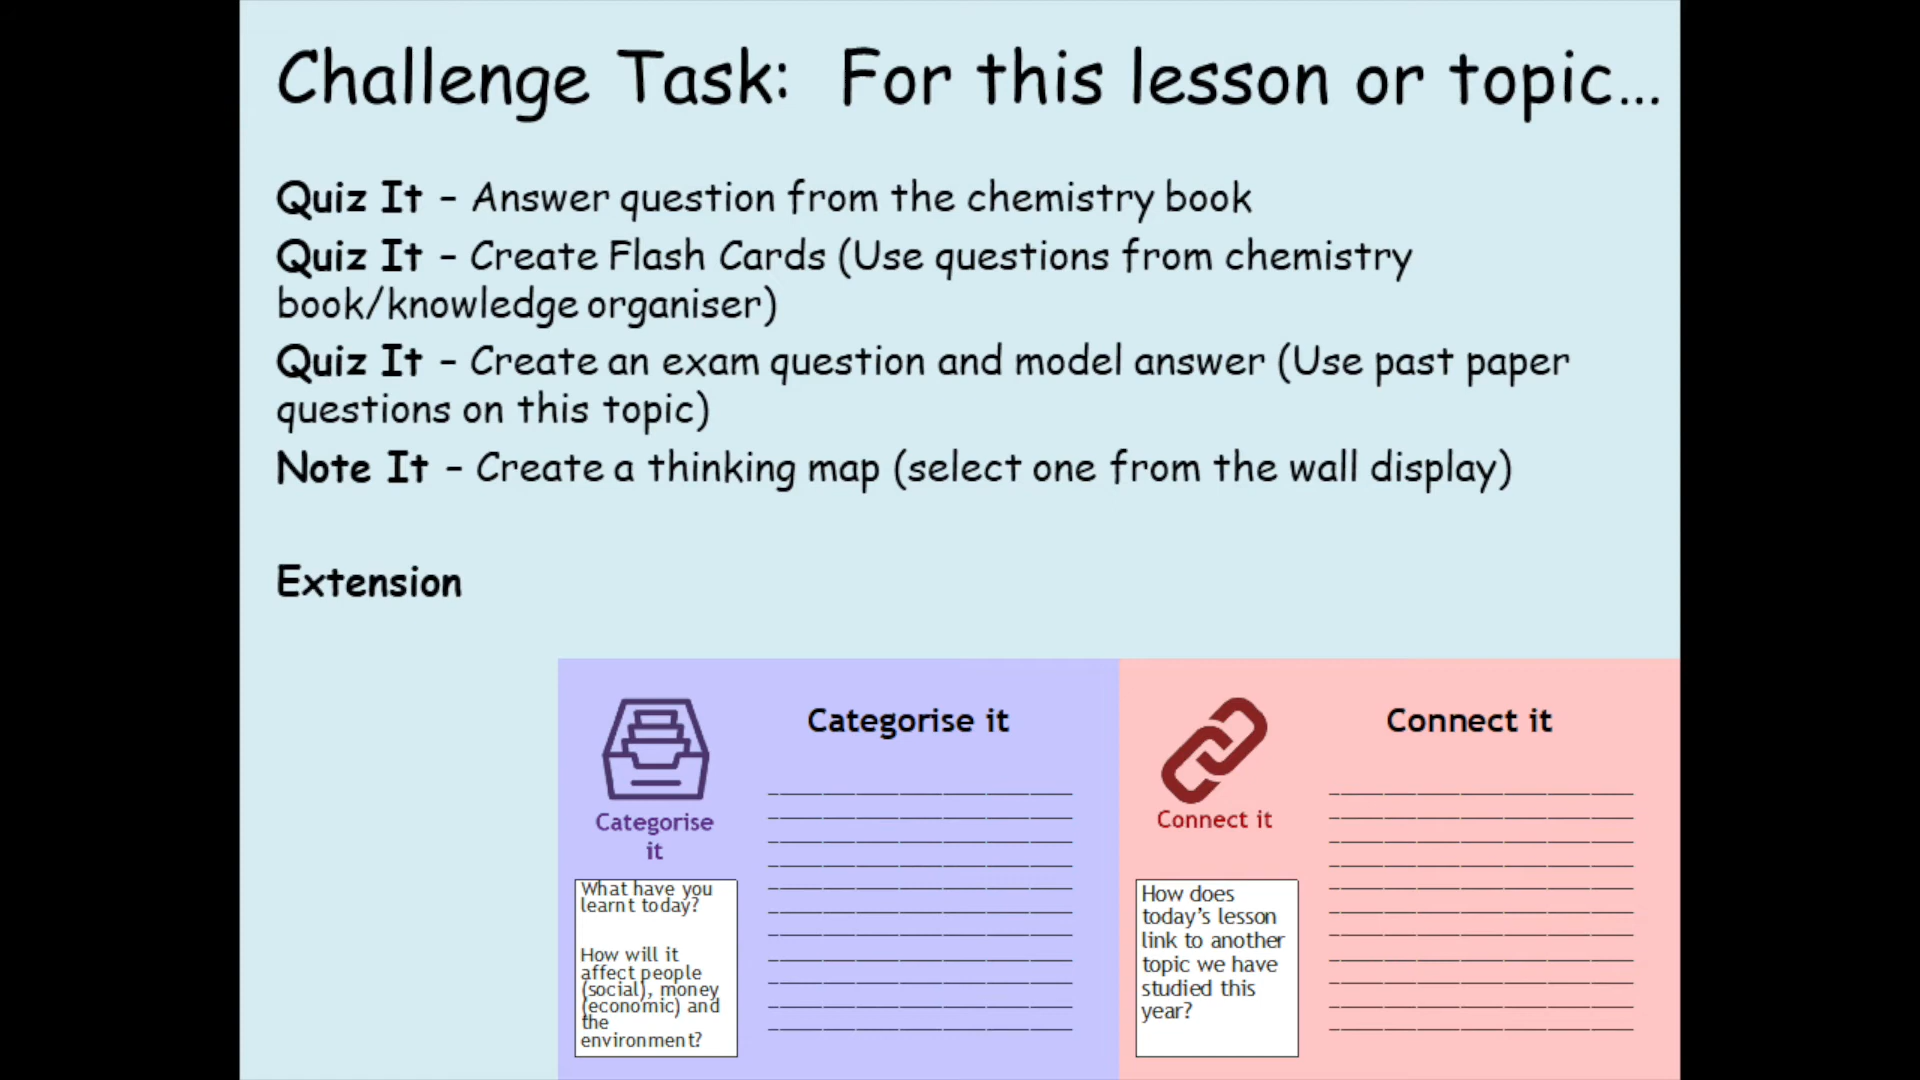 Challenge Task:  For this lesson or topic...
Quiz It – Answer question from the chemistry book
Quiz It – Create Flash Cards (Use questions from chemistry
book/knowledge organiser)
Quiz It – Create an exam question and model answer (Use past paper
questions on this topic)
Note It – Create a thinking map (select one from the wall display)
Extension
Categorise it
Categorise
it
What have you
learnt today?
How will it
affect people
(social), money
(economic) and
the
environment?
Connect it
Connect it
How does
today's lesson
link to another
topic we have
studied this
year?